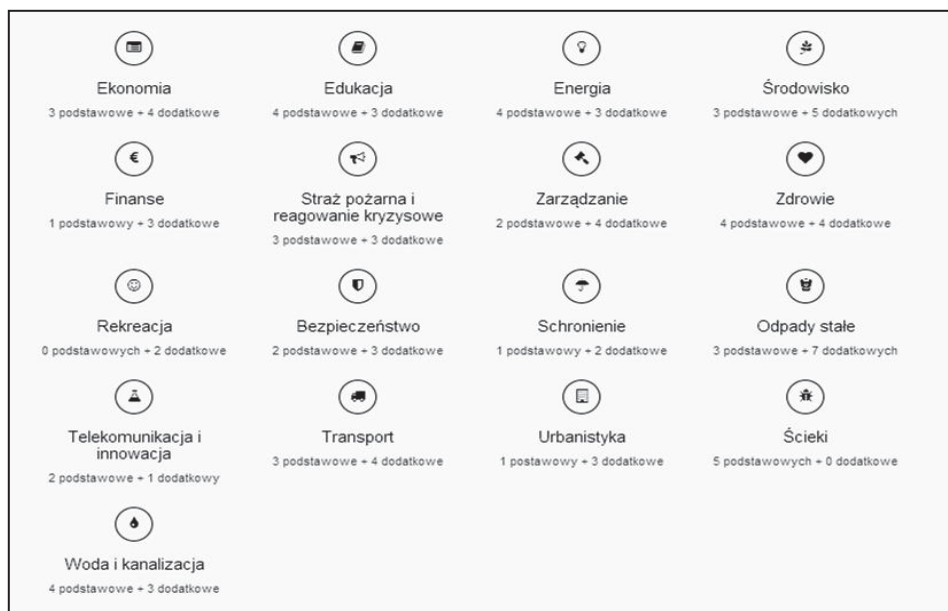 Ekonomia
3 podstawowe + 4 dodatkowe
Edukacja
4 podstawowe + 3 dodatkowe
Energia
4 podstawowe + 3 dodatkowe
Środowisko
3 podstawowe + 5 dodatkowych
Finanse
1 podstawowy + 3 dodatkowe
Straż pożarna i
reagowanie kryzysowe
3 podstawowe + 3 dodatkowe
Zarządzanie
2 podstawowe + 4 dodatkowe
Zdrowie
4 podstawowe + 4 dodatkowe
Rekreacja
0 podstawowych + 2 dodatkowe
Bezpieczeństwo
2 podstawowe + 3 dodatkowe
Schronienie
1 podstawowy + 2 dodatkowe
Odpady stałe
3 podstawowe + 7 dodatkowych
Telekomunikacja i
innowacja
2 podstawowe + 1 dodatkowy
Transport
3 podstawowe + 4 dodatkowe
Urbanistyka
1 postawowy + 3 dodatkowe
Ścieki
5 podstawowych + 0 dodatkowe
Woda i kanalizacja
4 podstawowe + 3 dodatkowe